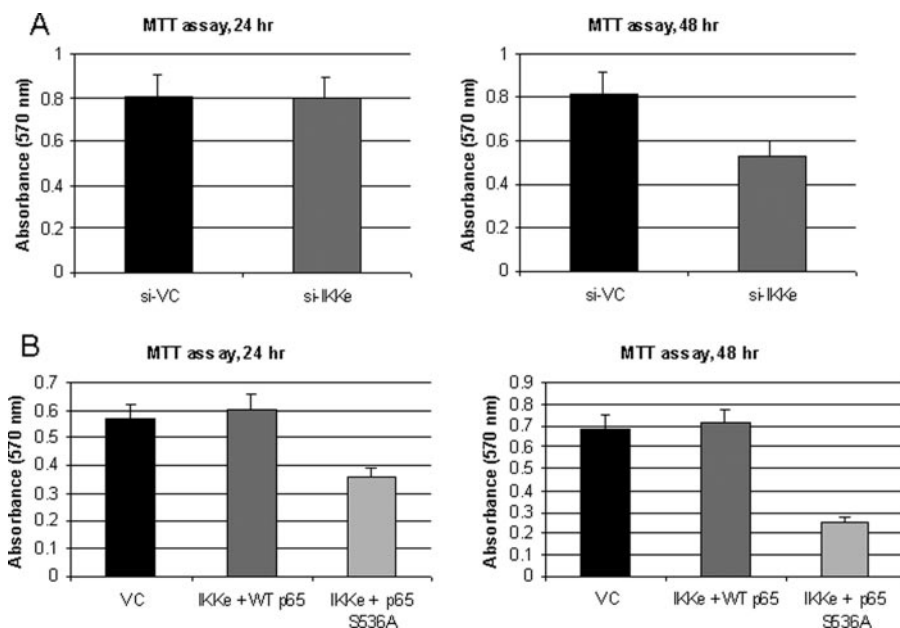 A
MTT assay, 24 hr
Absorbance (570 nm)
1
0.8
0.6
0.4
0.2
0
si-VC
si-IKKe
MTT assay, 48 hr
Absorbance (570 nm)
1
0.8
0.6
0.4
0.2
0
si-VC
si-IKKe
B
MTT assay, 24 hr
Absorbance (570 nm)
0.7
0.6
0.5
0.4
0.3
0.2
0.1
0
VC
IKKe + WT p65
IKKe + p65
S536A
MTT assay, 48 hr
Absorbance (570 nm)
0.9
0.8
0.7
0.6
0.5
0.4
0.3
0.2
0.1
0
VC
IKKe + WT p65
IKKe + p65
S536A